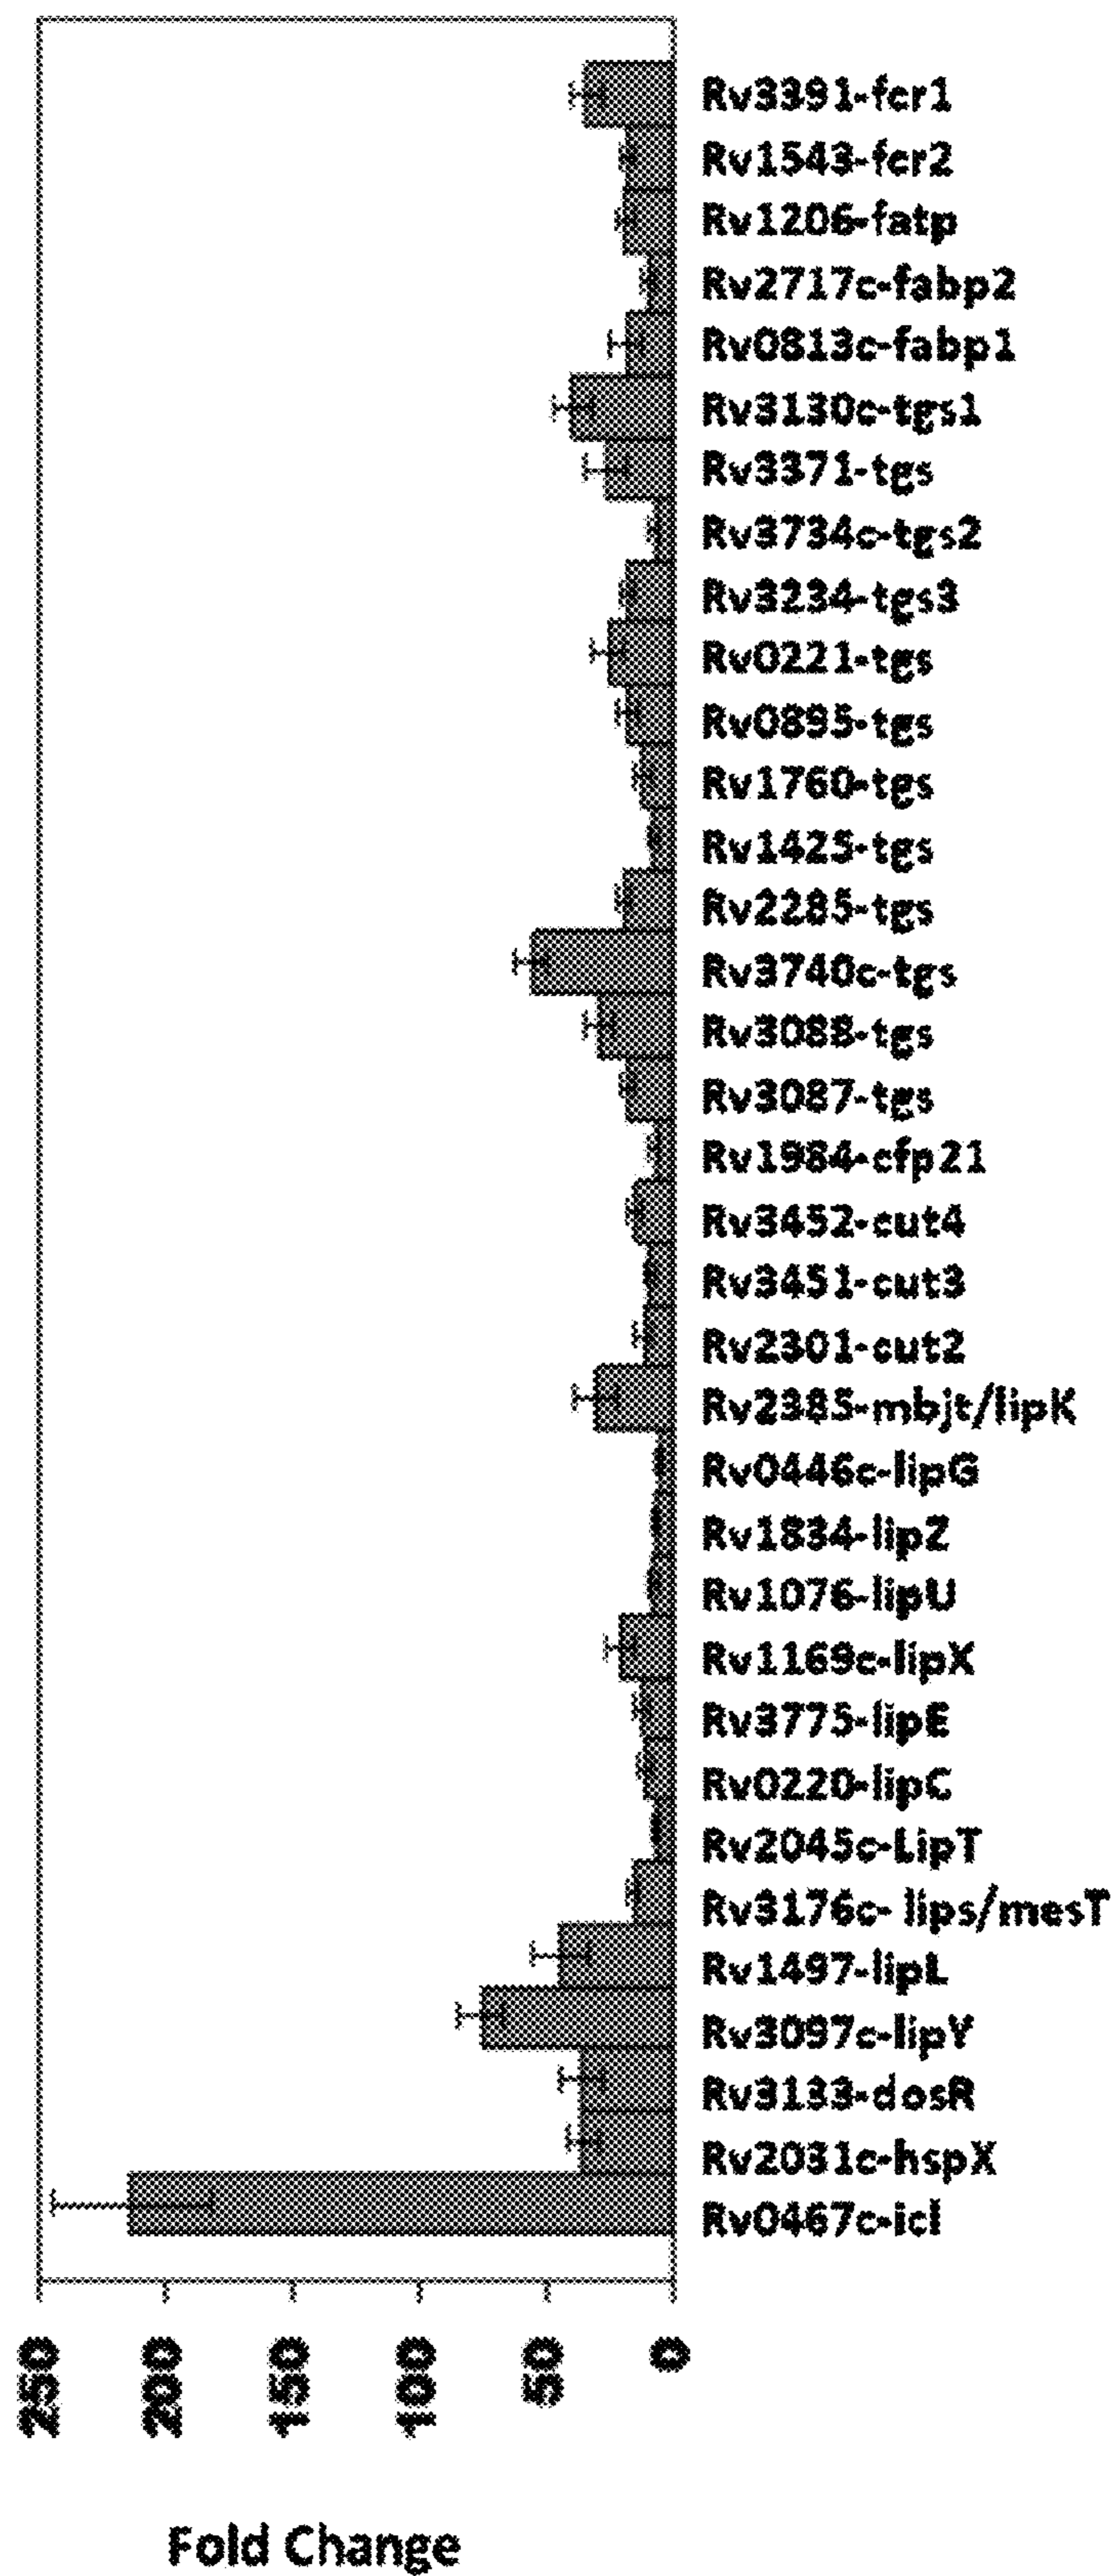 Rv3391-fcr1
Rv1543-fcr2
Rv1206-fatp
Rv2717c-fabp2
Rv0813c-fabp1
Rv3130c-tgs1
Rv3371-tgs
Rv3734c-tgs2
Rv3234-tgs3
Rv0221-tgs
Rv0895-tgs
Rv1760-tgs
Rv1425-tgs
Rv2285-tgs
Rv3740c-tgs
Rv3088-tgs
Rv3087-tgs
Rv1984-cfp21
Rv3452-cut4
Rv3451-cut3
Rv2301-cut2
Rv2385-mbjt/lipK
Rv0446c-lipG
Rv1834-lipZ
Rv1076-lipU
Rv1169c-lipX
Rv3775-lipE
Rv0220-lipC
Rv2045c-LipT
Rv3176c- lips/mesT
Rv1497-lipL
Rv3097c-lipY
Rv3133-dosR
Rv2031c-hspX
Rv0467c-icl
250
200
150
100
50
0
Fold Change